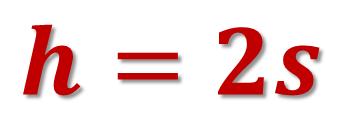 h = 2s